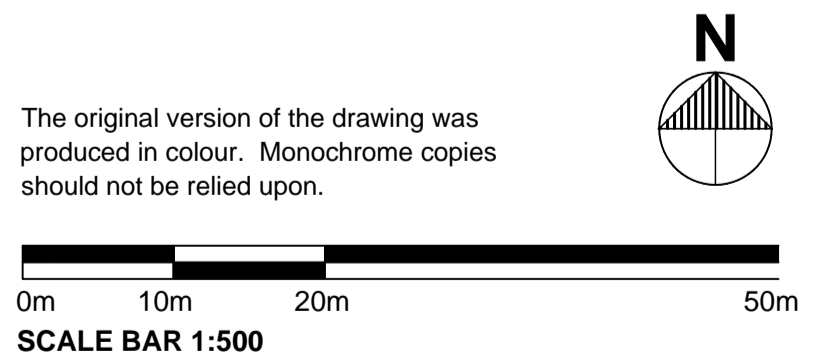 N
The original version of the drawing was
produced in colour.  Monochrome copies
should not be relied upon.
0m 10m 20m 50m
SCALE BAR 1:500